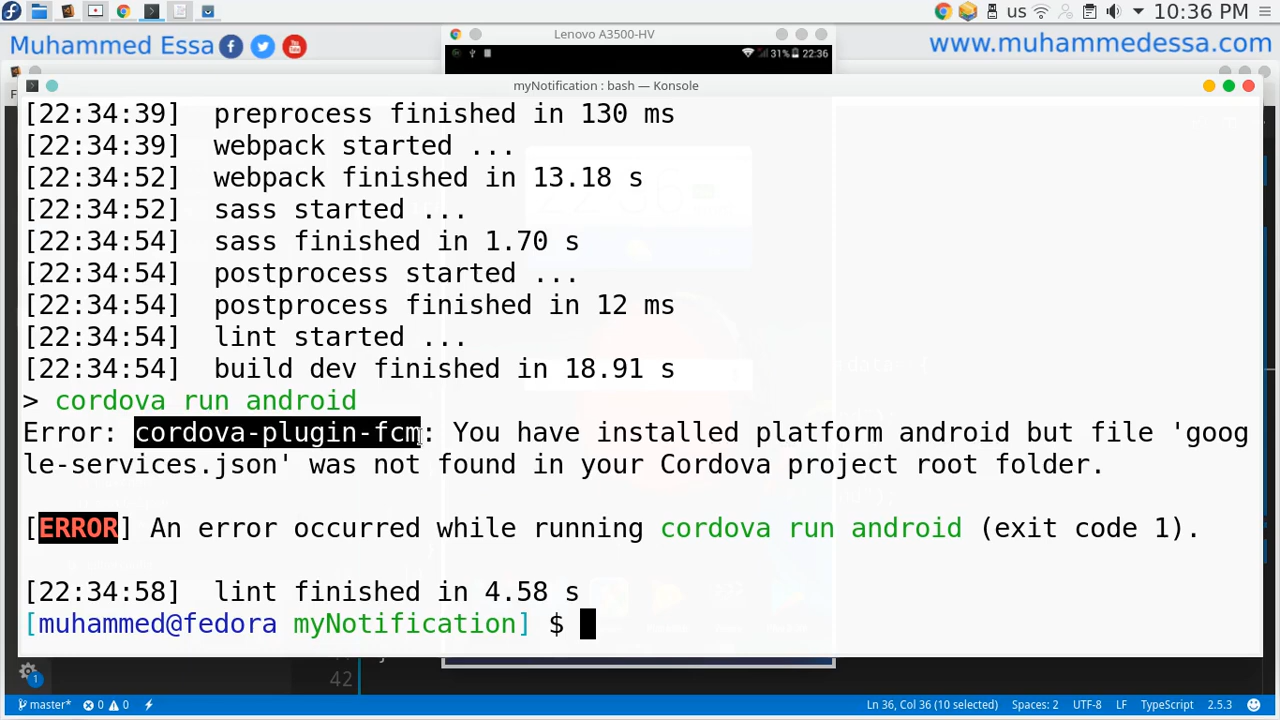 us
10:36 PM
Muhammed Essa
Lenovo A3500-HV
www.muhammedessa.com
31% 22:36
myNotification : bash — Konsole
[22:34:39]  preprocess finished in 130 ms
[22:34:39]  webpack started ...
[22:34:52]  webpack finished in 13.18 s
[22:34:52]  sass started ...
[22:34:54]  sass finished in 1.70 s
[22:34:54]  postprocess started ...
[22:34:54]  postprocess finished in 12 ms
[22:34:54]  lint started ...
[22:34:54]  build dev finished in 18.91 s
> cordova run android
Error: cordova-plugin-fcm: You have installed platform android but file 'goog
le-services.json' was not found in your Cordova project root folder.
[ERROR] An error occurred while running cordova run android (exit code 1).
[22:34:58]  lint finished in 4.58 s
[muhammed@fedora myNotification] $
42
1
master* 0 0 Ln 36, Col 36 (10 selected) Spaces: 2 UTF-8 LF TypeScript 2.5.3